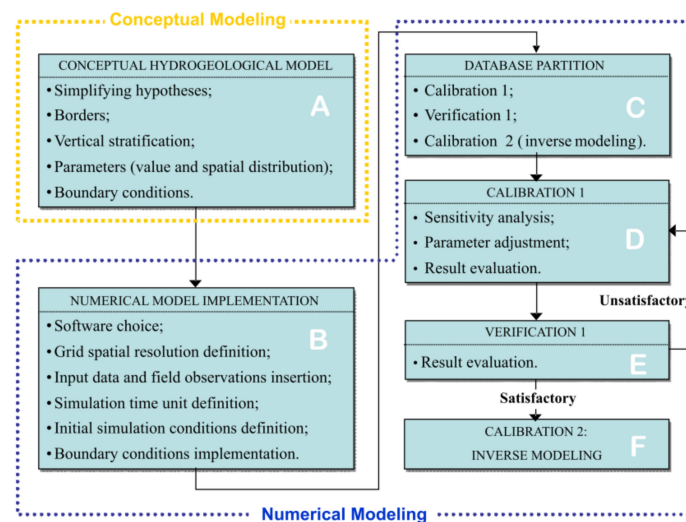 Conceptual Modeling
CONCEPTUAL HYDROGEOLOGICAL MODEL
• Simplifying hypotheses;
• Borders;
• Vertical stratification;
• Parameters (value and spatial distribution);
• Boundary conditions.
A
NUMERICAL MODEL IMPLEMENTATION
• Software choice;
• Grid spatial resolution definition;
• Input data and field observations insertion;
• Simulation time unit definition;
• Initial simulation conditions definition;
• Boundary conditions implementation.
B
DATABASE PARTITION
• Calibration 1;
• Verification 1;
• Calibration 2 (inverse modeling).
C
CALIBRATION 1
• Sensitivity analysis;
• Parameter adjustment;
• Result evaluation.
D
Unsatisfactory
VERIFICATION 1
• Result evaluation.
E
Satisfactory
CALIBRATION 2:
INVERSE MODELING
F
Numerical Modeling